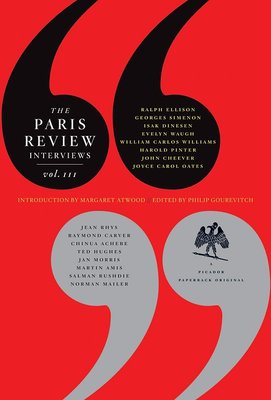 THE
PARIS
REVIEW
INTERVIEWS
vol. III
RALPH ELLISON
GEORGES SIMENON
ISAK DINESEN
EVELYN WAUGH
WILLIAM CARLOS WILLIAMS
HAROLD PINTER
JOHN CHEEVER
JOYCE CAROL OATES
INTRODUCTION BY MARGARET ATWOOD
EDITED BY PHILIP GOUREVITCH
JEAN RHYS
RAYMOND CARVER
CHINUA ACHEBE
TED HUGHES
JAN MORRIS
MARTIN AMIS
SALMAN RUSHDIE
NORMAN MAILER
A
PICADOR
PAPERBACK ORIGINAL